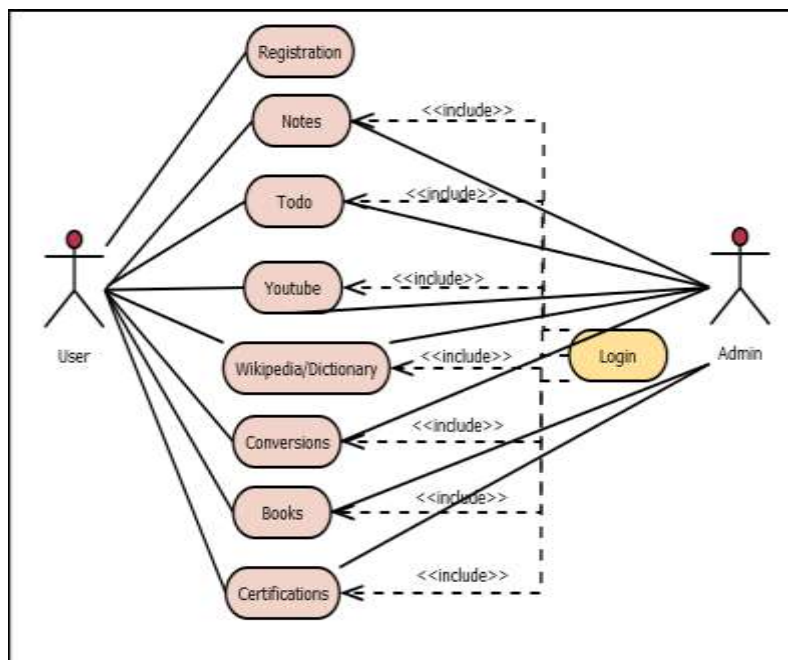 Registration
<<include>>
Notes
<<include>>
Todo
<<include>>
Youtube
User
Login
Admin
<<include>>
Wikipedia/Dictionary
<<include>>
Conversions
<<include>>
Books
<<include>>
Certifications